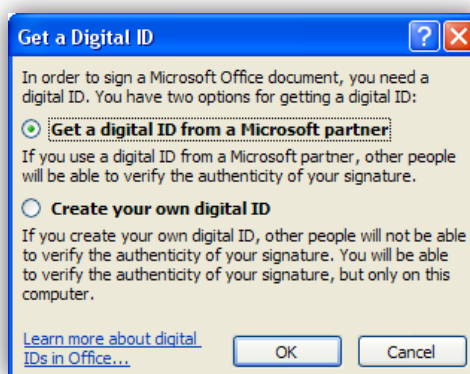 Get a Digital ID
In order to sign a Microsoft Office document, you need a
digital ID. You have two options for getting a digital ID:
Get a digital ID from a Microsoft partner
If you use a digital ID from a Microsoft partner, other people
will be able to verify the authenticity of your signature.
Create your own digital ID
If you create your own digital ID, other people will not be able
to verify the authenticity of your signature. You will be able
to verify the authenticity of your signature, but only on this
computer.
Learn more about digital
IDs in Office...
OK
Cancel